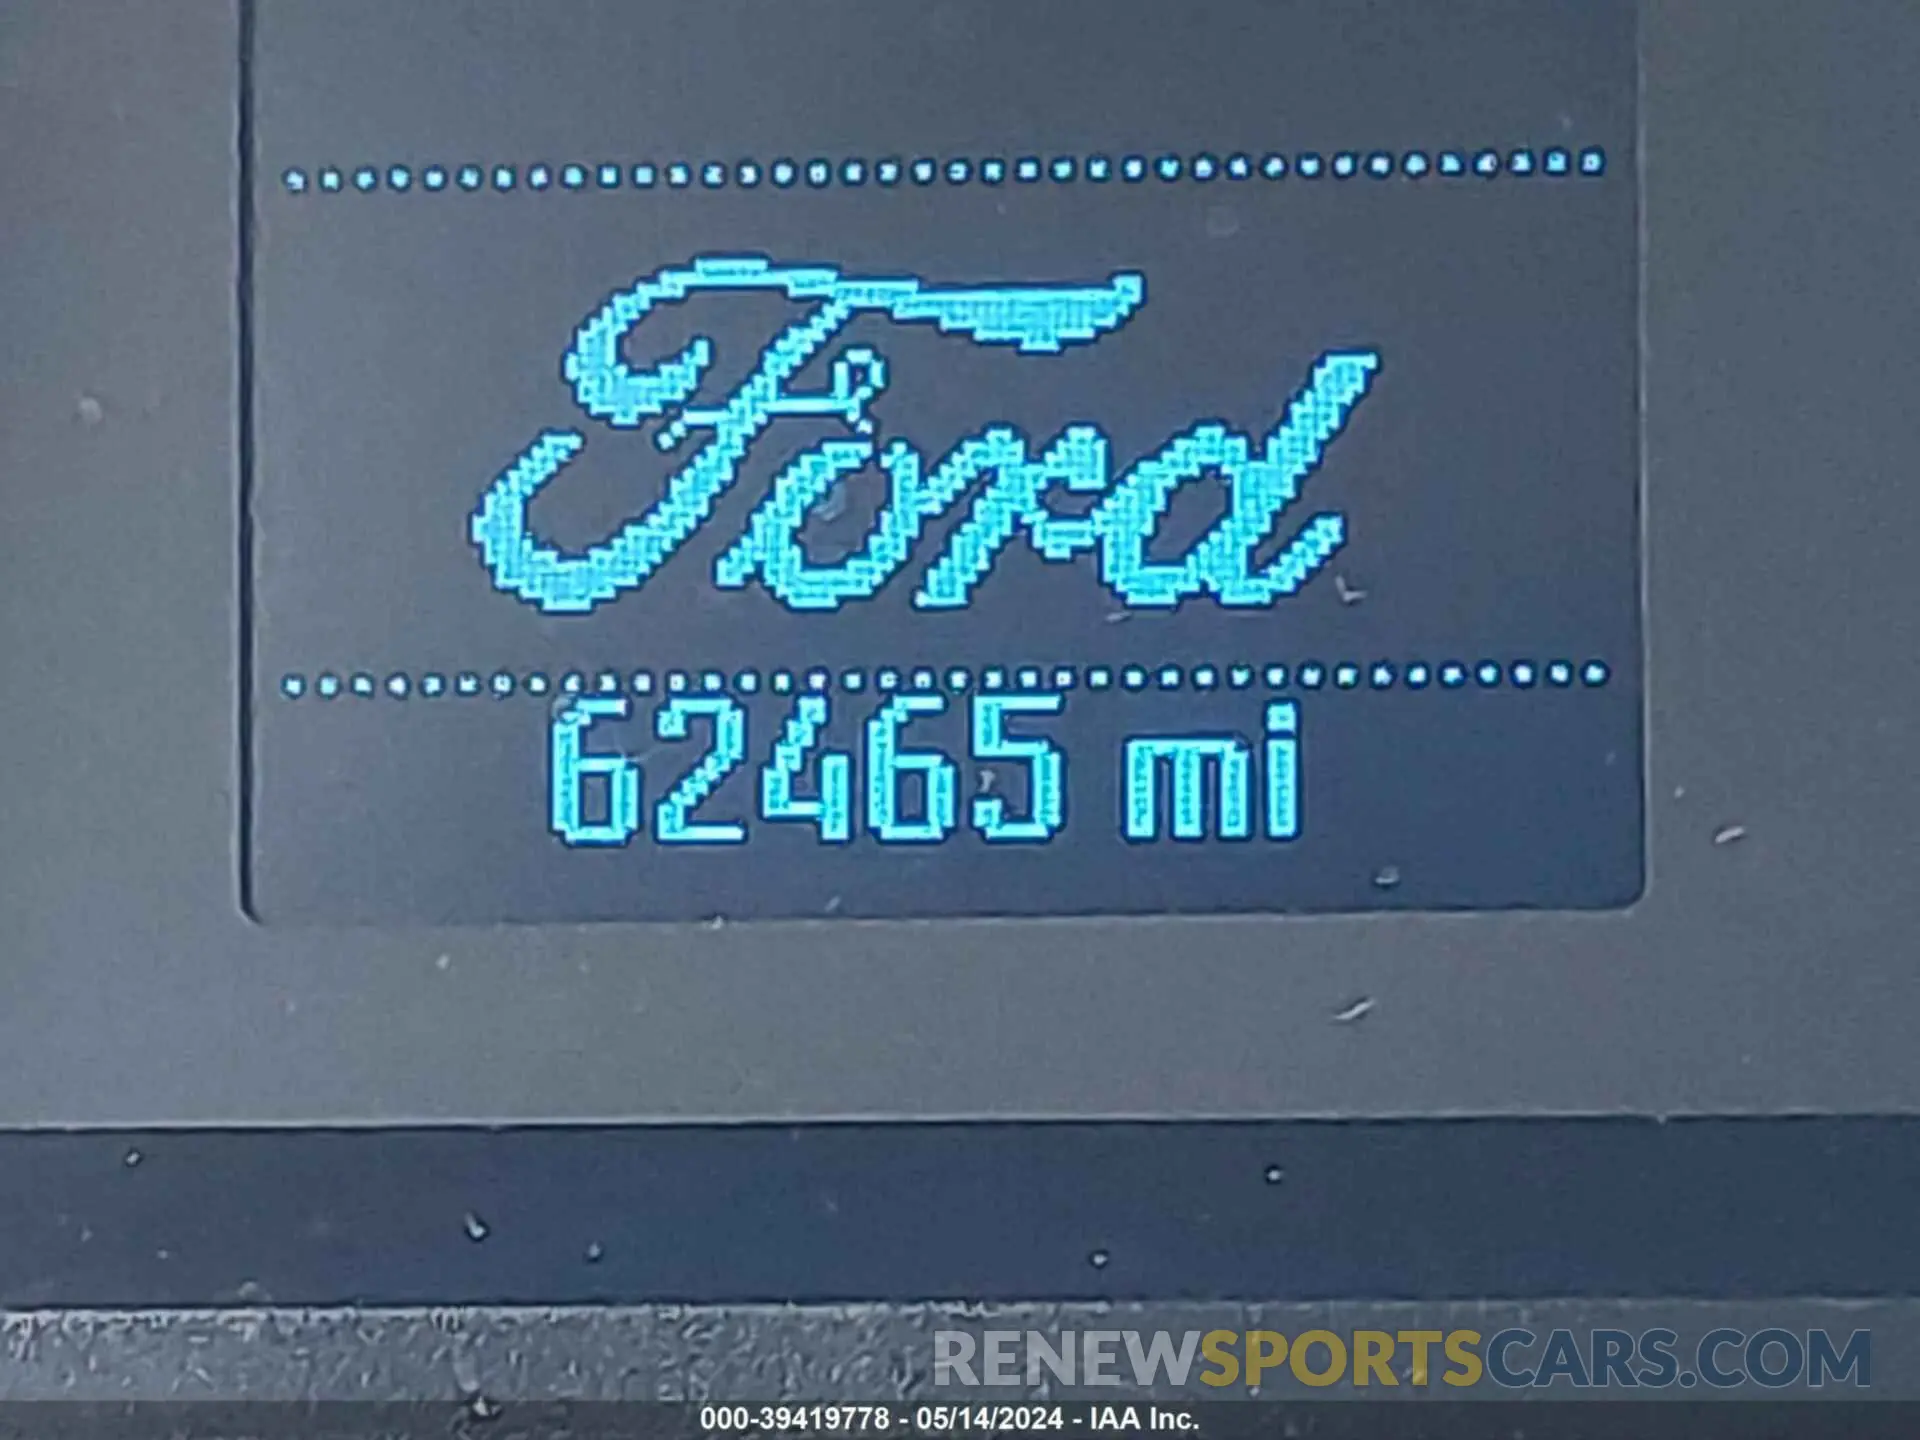 Ford
62465 mi
RENEWSPORTSCARS.COM
000-39419778 - 05/14/2024 - IAA Inc.